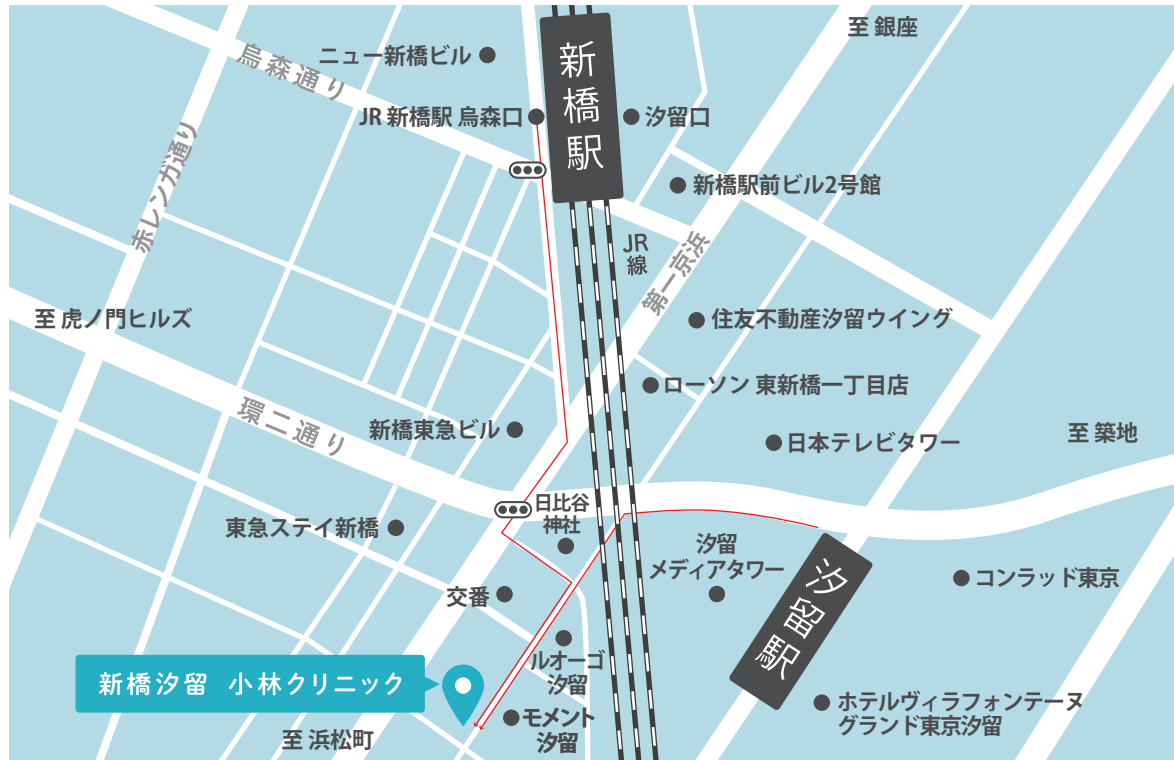 至 銀座
ニュー新橋ビル
烏森通り
新橋駅
JR 新橋駅 烏森口
汐留口
赤レンガ通り
新橋駅前ビル2号館
JR
線
第一京浜
至 虎ノ門ヒルズ
住友不動産汐留ウイング
ローソン 東新橋一丁目店
環二通り
新橋東急ビル
日本テレビタワー
至 築地
日比谷
神社
東急ステイ新橋
汐留
メディアタワー
汐留駅
コンラッド東京
交番
ルオーゴ
汐留
新橋汐留 小林クリニック
モメント
汐留
ホテルヴィラフォンテーヌ
グランド東京汐留
至 浜松町